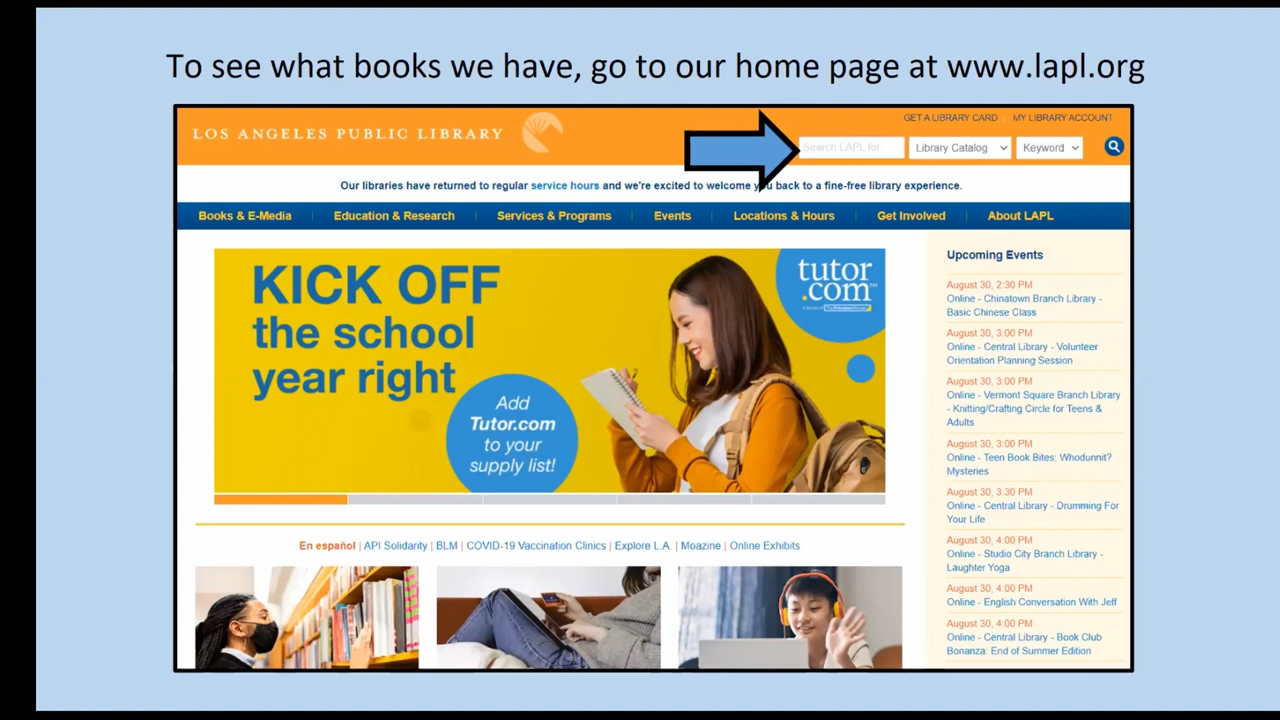 To see what books we have, go to our home page at www.lapl.org
LOS ANGELES PUBLIC LIBRARY
GET A LIBRARY CARD
MY LIBRARY ACCOUNT
Search LAPL for
Library Catalog
Keyword
Our libraries have returned to regular service hours and we're excited to welcome you back to a fine-free library experience.
Books & E-Media
Education & Research
Services & Programs
Events
Locations & Hours
Get Involved
About LAPL
KICK OFF
the school
year right
Add
Tutor.com
to your
supply list!
tutor
.com™
Upcoming Events
August 30, 2:30 PM
Online - Chinatown Branch Library -
Basic Chinese Class
August 30, 3:00 PM
Online - Central Library - Volunteer
Orientation Planning Session
August 30, 3:00 PM
Online - Vermont Square Branch Library
- Knitting/Crafting Circle for Teens &
Adults
August 30, 3:00 PM
Online - Teen Book Bites: Whodunnit?
Mysteries
August 30, 3:30 PM
Online - Central Library - Drumming For
Your Life
August 30, 4:00 PM
Online - Studio City Branch Library -
Laughter Yoga
August 30, 4:00 PM
Online - English Conversation With Jeff
August 30, 4:00 PM
Online - Central Library - Book Club
Bonanza: End of Summer Edition
En español | API Solidarity | BLM | COVID-19 Vaccination Clinics | Explore L.A. | Moazine | Online Exhibits